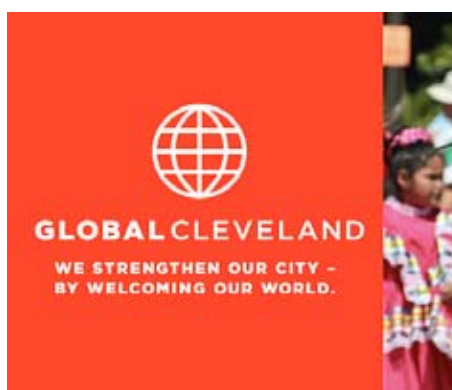 GLOBALCLEVELAND
WE STRENGTHEN OUR CITY –
BY WELCOMING OUR WORLD.